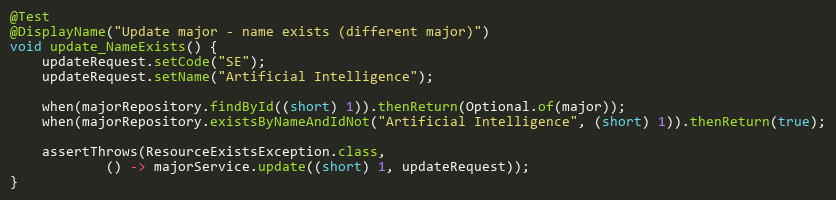 @Test
@DisplayName("Update major - name exists (different major)")
void update_NameExists() {
    updateRequest.setCode("SE");
    updateRequest.setName("Artificial Intelligence");
    when(majorRepository.findById((short) 1)).thenReturn(Optional.of(major));
    when(majorRepository.existsByNameAndIdNot("Artificial Intelligence", (short) 1)).thenReturn(true);
    assertThrows(ResourceExistsException.class,
            () -> majorService.update((short) 1, updateRequest));
}